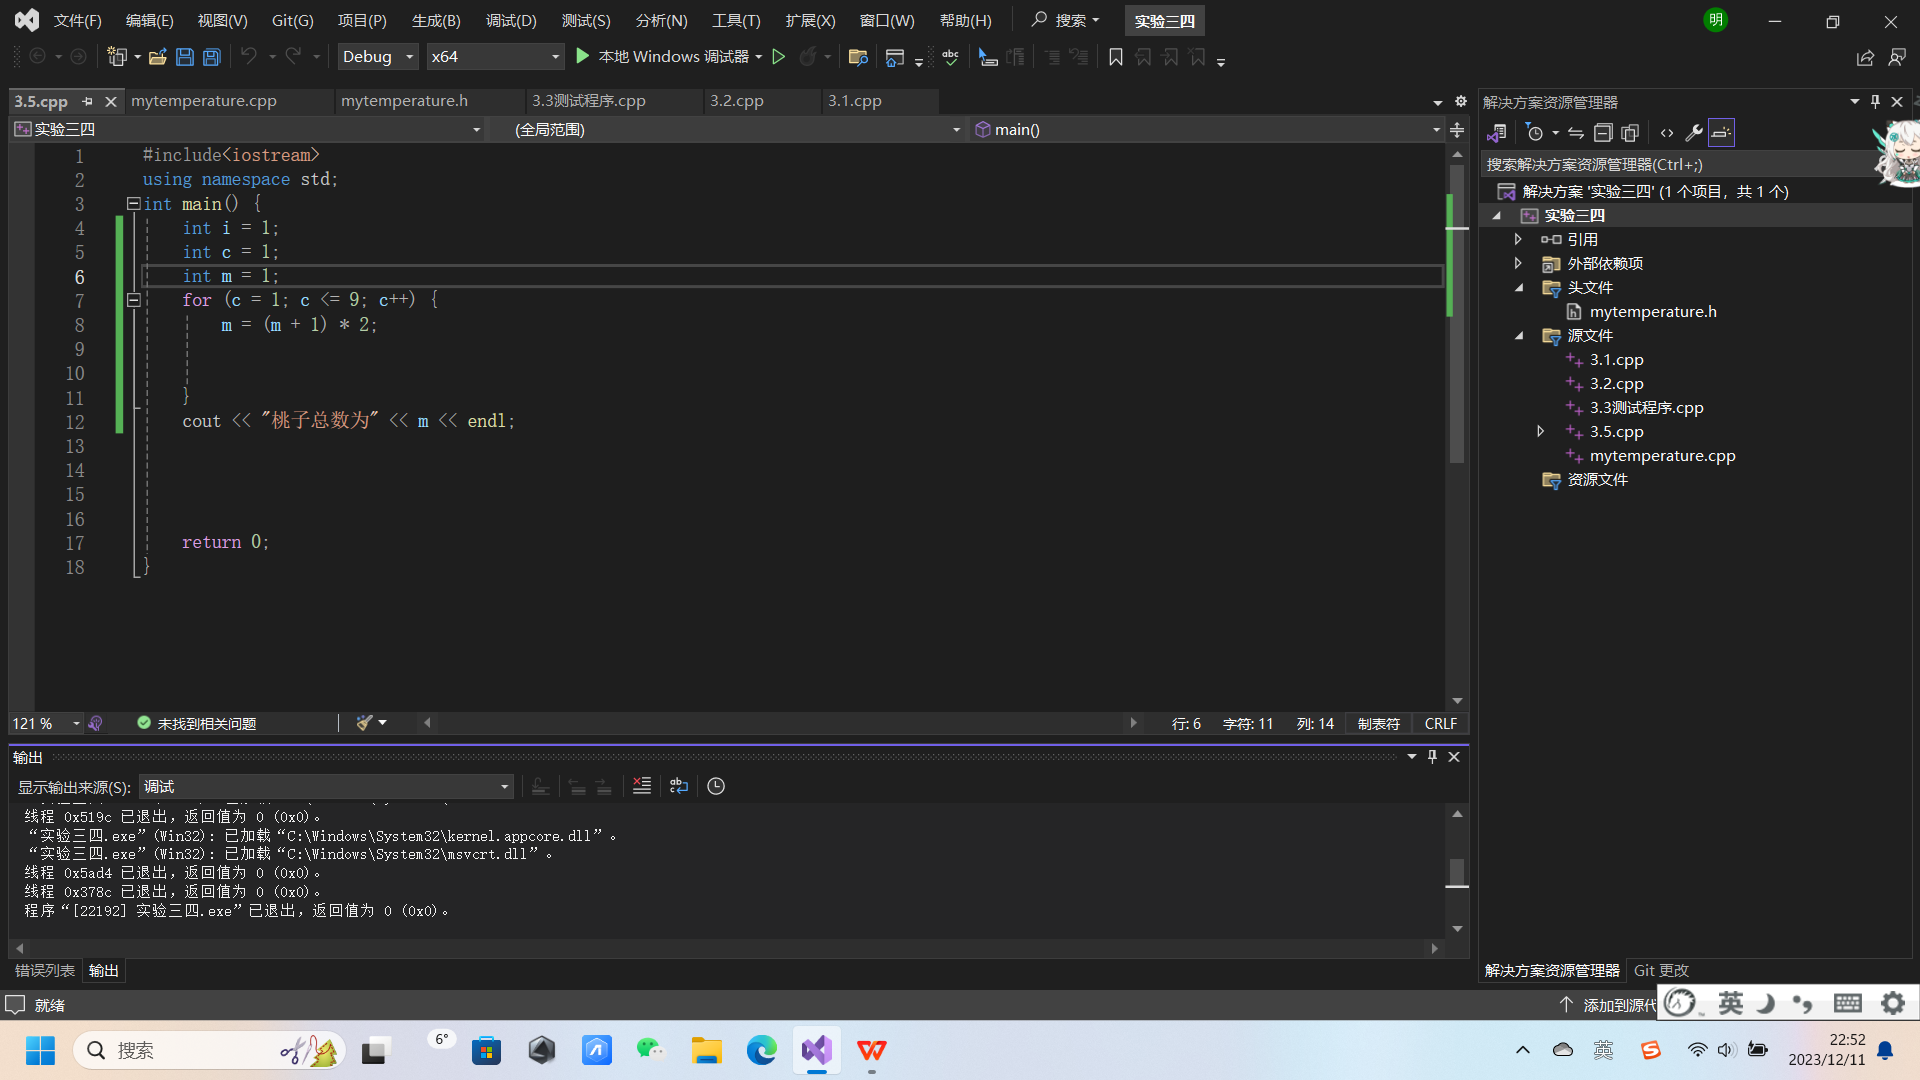 文件(F) 编辑(E) 视图(V) Git(G) 项目(P) 生成(B) 调试(D) 测试(S) 分析(N) 工具(T) 扩展(X) 窗口(W) 帮助(H) 搜索 实验三四 明
Debug x64 本地 Windows 调试器 abc
3.5.cpp mytemperature.cpp mytemperature.h 3.3测试程序.cpp 3.2.cpp 3.1.cpp
实验三四 (全局范围) main()
1 #include<iostream>
2 using namespace std;
3 int main() {
4 int i = 1;
5 int c = 1;
6 int m = 1;
7 for (c = 1; c <= 9; c++) {
8 m = (m + 1) * 2;
9
10
11 }
12 cout << "桃子总数为" << m << endl;
13
14
15
16
17 return 0;
18 }
121 % 未找到相关问题 行: 6 字符: 11 列: 14 制表符 CRLF
输出
显示输出来源(S): 调试
线程 0x519c 已退出，返回值为 0 (0x0)。
“实验三四.exe”(Win32): 已加载“C:\Windows\System32\kernel.appcore.dll”。
“实验三四.exe”(Win32): 已加载“C:\Windows\System32\msvcrt.dll”。
线程 0x5ad4 已退出，返回值为 0 (0x0)。
线程 0x378c 已退出，返回值为 0 (0x0)。
程序“[22192] 实验三四.exe”已退出，返回值为 0 (0x0)。
错误列表 输出
解决方案资源管理器
搜索解决方案资源管理器(Ctrl+;)
解决方案 '实验三四' (1 个项目，共 1 个)
实验三四
引用
外部依赖项
头文件
mytemperature.h
源文件
3.1.cpp
3.2.cpp
3.3测试程序.cpp
3.5.cpp
mytemperature.cpp
资源文件
解决方案资源管理器 Git 更改
就绪 添加到源代 英
搜索 6° 英 22:52
2023/12/11